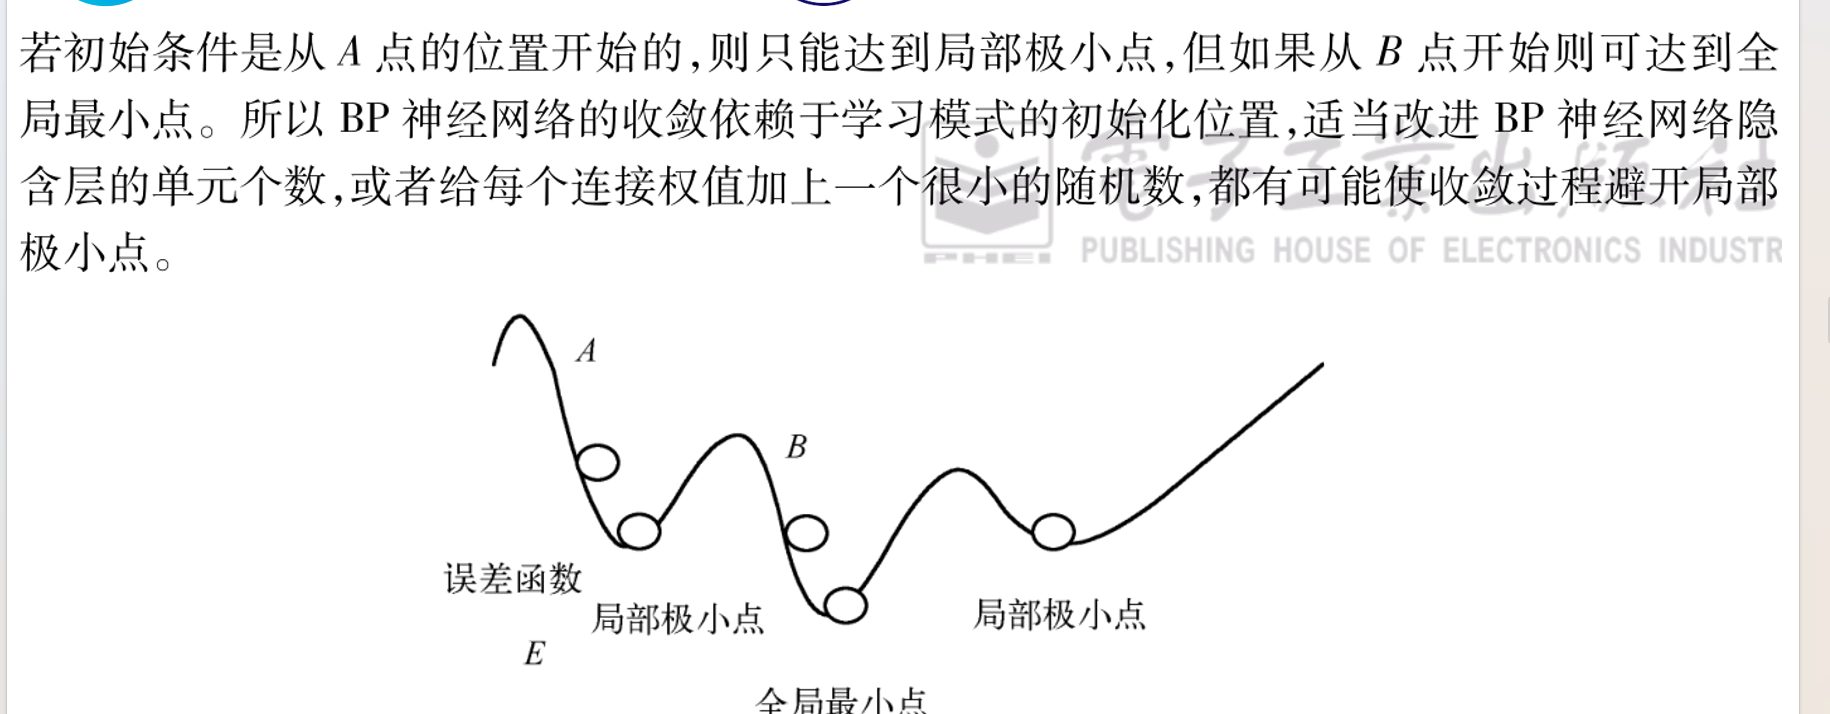 若初始条件是从 A 点的位置开始的,则只能达到局部极小点,但如果从 B 点开始则可达到全
局最小点。所以 BP 神经网络的收敛依赖于学习模式的初始化位置,适当改进 BP 神经网络隐
含层的单元个数,或者给每个连接权值加上一个很小的随机数,都有可能使收敛过程避开局部
极小点。
電子工業出版社
PHEI
PUBLISHING HOUSE OF ELECTRONICS INDUSTR
A
B
误差函数
局部极小点
局部极小点
E
全局最小点